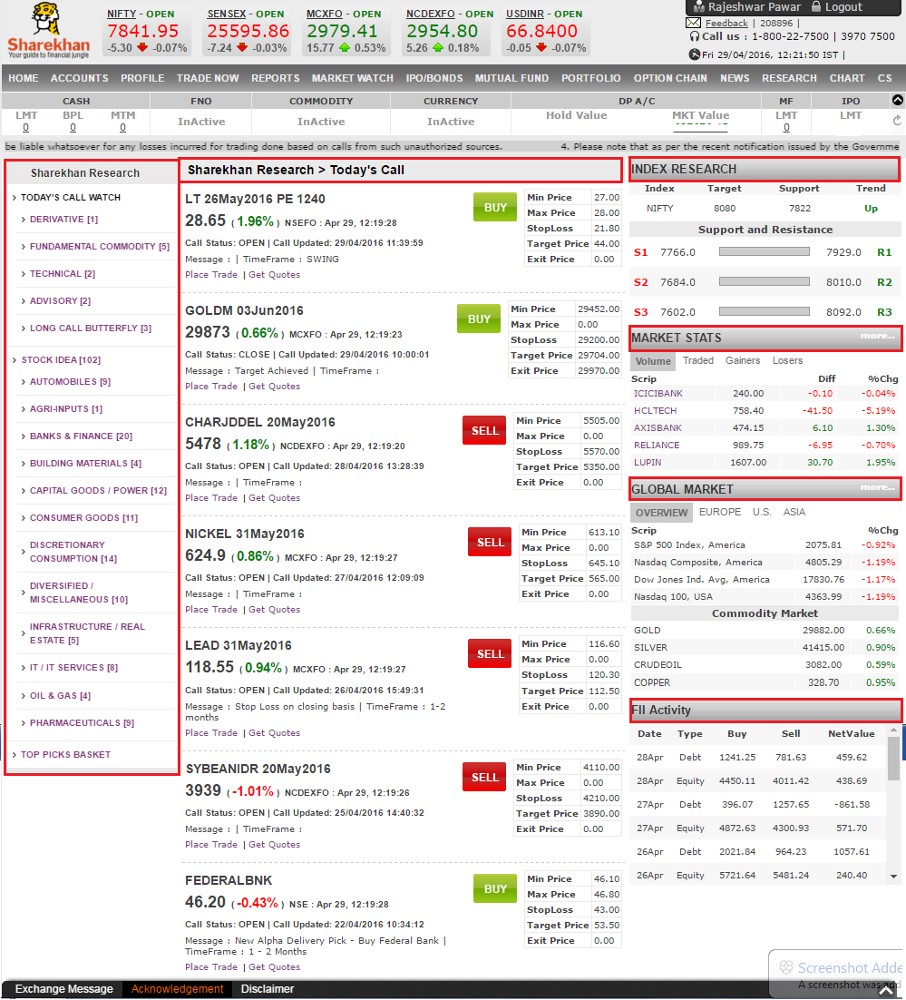 Sharekhan
Your guide to financial jungle
NIFTY - OPEN
7841.95
-5.30 -0.07%
SENSEX - OPEN
25595.86
-7.24 -0.03%
MCXFO - OPEN
2979.41
15.77 0.53%
NCDEXFO - OPEN
2954.80
5.26 0.18%
USDINR - OPEN
66.8400
-0.05 -0.07%
Rajeshwar Pawar Logout
Feedback | 208896 |
Call us : 1-800-22-7500 | 3970 7500
Fri 29/04/2016, 12:21:50 IST |
HOME ACCOUNTS PROFILE TRADE NOW REPORTS MARKET WATCH IPO/BONDS MUTUAL FUND PORTFOLIO OPTION CHAIN NEWS RESEARCH CHART CS
CASH FNO COMMODITY CURRENCY DP A/C MF IPO
LMT BPL MTM InActive InActive InActive Hold Value MKT Value LMT LMT
0 0 0 0
be liable whatsoever for any losses incurred for trading done based on calls from such unauthorized sources. 4. Please note that as per the recent notification issued by the Governme
Sharekhan Research
TODAY'S CALL WATCH
DERIVATIVE [1]
FUNDAMENTAL COMMODITY [5]
TECHNICAL [2]
ADVISORY [2]
LONG CALL BUTTERFLY [3]
STOCK IDEA [102]
AUTOMOBILES [9]
AGRI-INPUTS [1]
BANKS & FINANCE [20]
BUILDING MATERIALS [4]
CAPITAL GOODS / POWER [12]
CONSUMER GOODS [11]
DISCRETIONARY
CONSUMPTION [14]
DIVERSIFIED /
MISCELLANEOUS [10]
INFRASTRUCTURE / REAL
ESTATE [5]
IT / IT SERVICES [8]
OIL & GAS [4]
PHARMACEUTICALS [9]
TOP PICKS BASKET
Sharekhan Research > Today's Call
LT 26May2016 PE 1240
28.65 ( 1.96% ) NSEFO : Apr 29, 12:19:28
Call Status: OPEN | Call Updated: 29/04/2016 11:39:59
Message : | TimeFrame : SWING
Place Trade | Get Quotes
BUY
Min Price 27.00
Max Price 28.00
StopLoss 21.80
Target Price 44.00
Exit Price 0.00
GOLDM 03Jun2016
29873 ( 0.66% ) MCXFO : Apr 29, 12:19:23
Call Status: CLOSE | Call Updated: 29/04/2016 10:00:01
Message : Target Achieved | TimeFrame :
Place Trade | Get Quotes
BUY
Min Price 29452.00
Max Price 0.00
StopLoss 29200.00
Target Price 29704.00
Exit Price 29970.00
CHARJDDEL 20May2016
5478 ( 1.18% ) NCDEXFO : Apr 29, 12:19:20
Call Status: OPEN | Call Updated: 28/04/2016 13:28:39
Message : | TimeFrame :
Place Trade | Get Quotes
SELL
Min Price 5505.00
Max Price 0.00
StopLoss 5570.00
Target Price 5350.00
Exit Price 0.00
NICKEL 31May2016
624.9 ( 0.86% ) MCXFO : Apr 29, 12:19:27
Call Status: OPEN | Call Updated: 27/04/2016 12:09:09
Message : | TimeFrame :
Place Trade | Get Quotes
SELL
Min Price 613.10
Max Price 0.00
StopLoss 645.10
Target Price 565.00
Exit Price 0.00
LEAD 31May2016
118.55 ( 0.94% ) MCXFO : Apr 29, 12:19:27
Call Status: OPEN | Call Updated: 26/04/2016 15:49:31
Message : Stop Loss on closing basis | TimeFrame : 1-2
months
Place Trade | Get Quotes
SELL
Min Price 116.60
Max Price 0.00
StopLoss 120.30
Target Price 112.50
Exit Price 0.00
SYBEANIDR 20May2016
3939 ( -1.01% ) NCDEXFO : Apr 29, 12:19:26
Call Status: OPEN | Call Updated: 25/04/2016 14:40:32
Message : | TimeFrame :
Place Trade | Get Quotes
SELL
Min Price 4110.00
Max Price 0.00
StopLoss 4210.00
Target Price 3890.00
Exit Price 0.00
FEDERALBNK
46.20 ( -0.43% ) NSE : Apr 29, 12:19:28
Call Status: OPEN | Call Updated: 22/04/2016 10:34:12
Message : New Alpha Delivery Pick - Buy Federal Bank |
TimeFrame : 1 - 2 Months
Place Trade | Get Quotes
BUY
Min Price 46.10
Max Price 46.80
StopLoss 43.00
Target Price 53.50
Exit Price 0.00
INDEX RESEARCH
Index Target Support Trend
NIFTY 8080 7822 Up
Support and Resistance
S1 7766.0 7929.0 R1
S2 7684.0 8010.0 R2
S3 7602.0 8092.0 R3
MARKET STATS more..
Volume Traded Gainers Losers
Scrip Diff %Chg
ICICIBANK 240.00 -0.10 -0.04%
HCLTECH 758.40 -41.50 -5.19%
AXISBANK 474.15 6.10 1.30%
RELIANCE 989.75 -6.95 -0.70%
LUPIN 1607.00 30.70 1.95%
GLOBAL MARKET more..
OVERVIEW EUROPE U.S. ASIA
Scrip %Chg
S&P 500 Index, America 2075.81 -0.92%
Nasdaq Composite, America 4805.29 -1.19%
Dow Jones Ind. Avg, America 17830.76 -1.17%
Nasdaq 100, USA 4363.99 -1.19%
Commodity Market
GOLD 29882.00 0.66%
SILVER 41415.00 0.90%
CRUDEOIL 3082.00 0.59%
COPPER 328.70 0.95%
FII Activity
Date Type Buy Sell NetValue
28Apr Debt 1241.25 781.63 459.62
28Apr Equity 4450.11 4011.42 438.69
27Apr Debt 396.07 1257.65 -861.58
27Apr Equity 4872.63 4300.93 571.70
26Apr Debt 2021.84 964.23 1057.61
26Apr Equity 5721.64 5481.24 240.40
Screenshot Adde
A screenshot was add
Exchange Message Acknowledgement Disclaimer